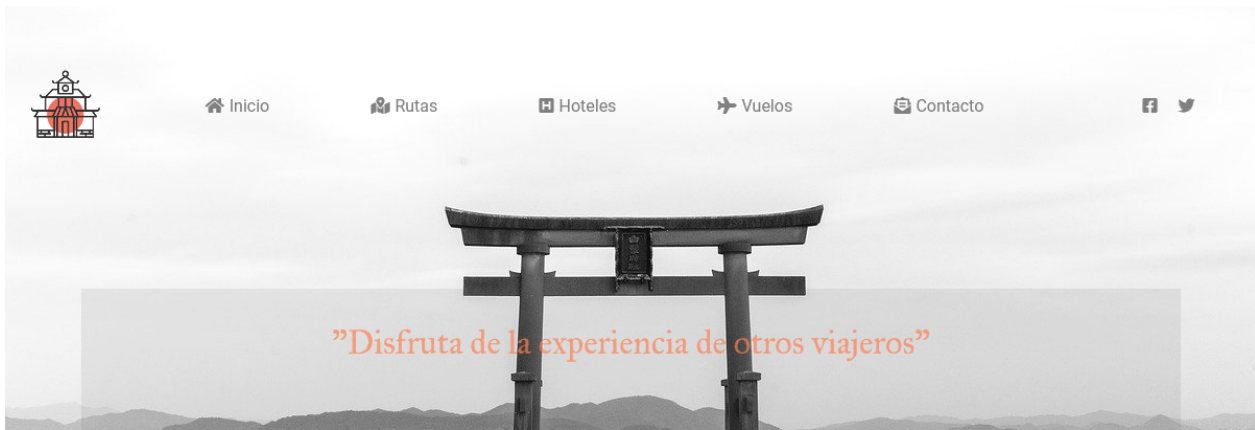 Inicio
Rutas
H Hoteles
Vuelos
Contacto
”Disfruta de la experiencia de otros viajeros”